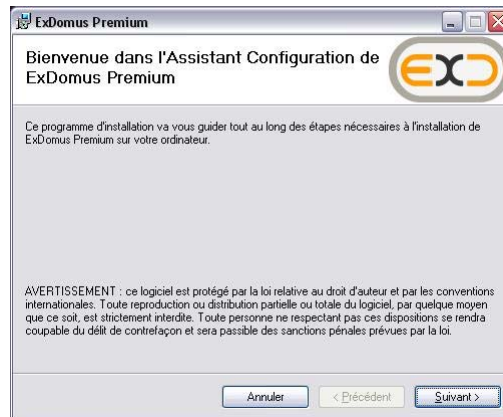 ExDomus Premium
Bienvenue dans l'Assistant Configuration de
ExDomus Premium
EXD
Ce programme d'installation va vous guider tout au long des étapes nécessaires à l'installation de
ExDomus Premium sur votre ordinateur.
AVERTISSEMENT : ce logiciel est protégé par la loi relative au droit d'auteur et par les conventions
internationales. Toute reproduction ou distribution partielle ou totale du logiciel, par quelque moyen
que ce soit, est strictement interdite. Toute personne ne respectant pas ces dispositions se rendra
coupable du délit de contrefaçon et sera passible des sanctions pénales prévues par la loi.
Annuler
< Précédent
Suivant >